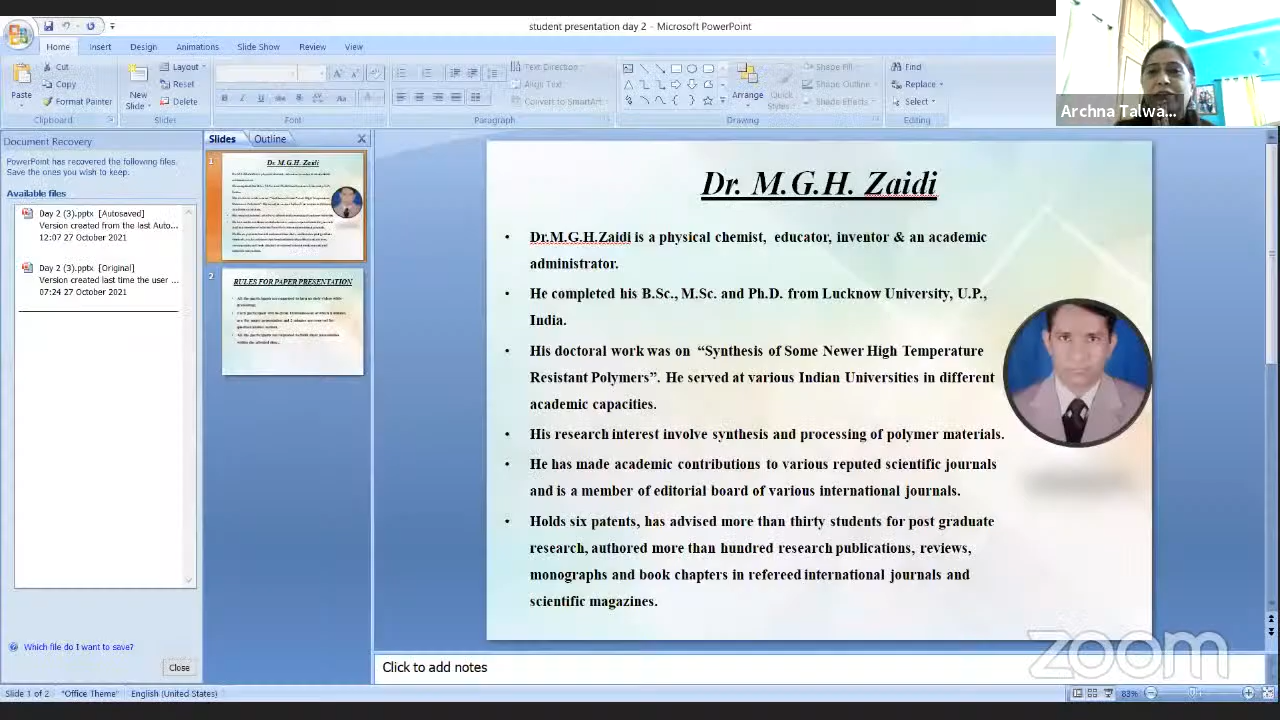 student presentation day 2 - Microsoft PowerPoint
Home Insert Design Animations Slide Show Review View
Paste
Cut
Copy
Format Painter
Clipboard
New
Slide
Layout
Reset
Delete
Slides
Font
Text Direction
Align Text
Convert to SmartArt
Paragraph
Arrange
Quick
Styles
Shape Fill
Shape Effects
Drawing
Find
Replace
Select
Editing
Archna Talwa...
Document Recovery
PowerPoint has recovered the following files.
Save the ones you wish to keep.
Available files
Day 2 (3).pptx [Autosaved]
Version created from the last Auto...
12:07 27 October 2021
Day 2 (3).pptx [Original]
Version created last time the user ...
07:24 27 October 2021
Which file do I want to save?
Close
Slides Outline
1
Dr. M.G.H. Zaidi
2
RULES FOR PAPER PRESENTATION
Dr. M.G.H. Zaidi
• Dr.M.G.H.Zaidi is a physical chemist, educator, inventor & an academic
administrator.
• He completed his B.Sc., M.Sc. and Ph.D. from Lucknow University, U.P.,
India.
• His doctoral work was on “Synthesis of Some Newer High Temperature
Resistant Polymers”. He served at various Indian Universities in different
academic capacities.
• His research interest involve synthesis and processing of polymer materials.
• He has made academic contributions to various reputed scientific journals
and is a member of editorial board of various international journals.
• Holds six patents, has advised more than thirty students for post graduate
research, authored more than hundred research publications, reviews,
monographs and book chapters in refereed international journals and
scientific magazines.
zoom
Click to add notes
Slide 1 of 2 "Office Theme" English (United States)
83%